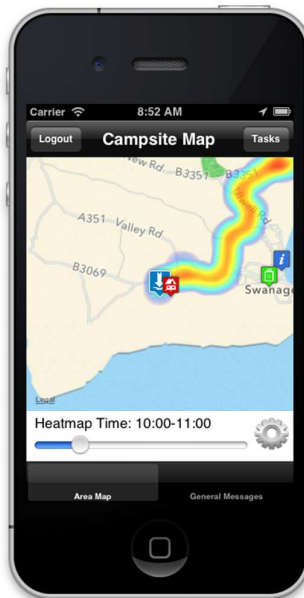 Carrier 8:52 AM
Logout Campsite Map Tasks
New Rd B3351 B3351
A351 Valley Rd
B3069
i
Swanage
Legal
Heatmap Time: 10:00-11:00
Area Map General Messages